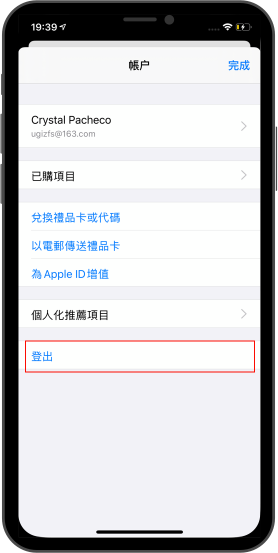 19:39
帳户
完成
Crystal Pacheco
ugizfs@163.com
已購項目
兌換禮品卡或代碼
以電郵傳送禮品卡
為 Apple ID 增值
個人化推薦項目
登出